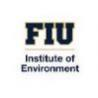 FIU
Institute of
Environment